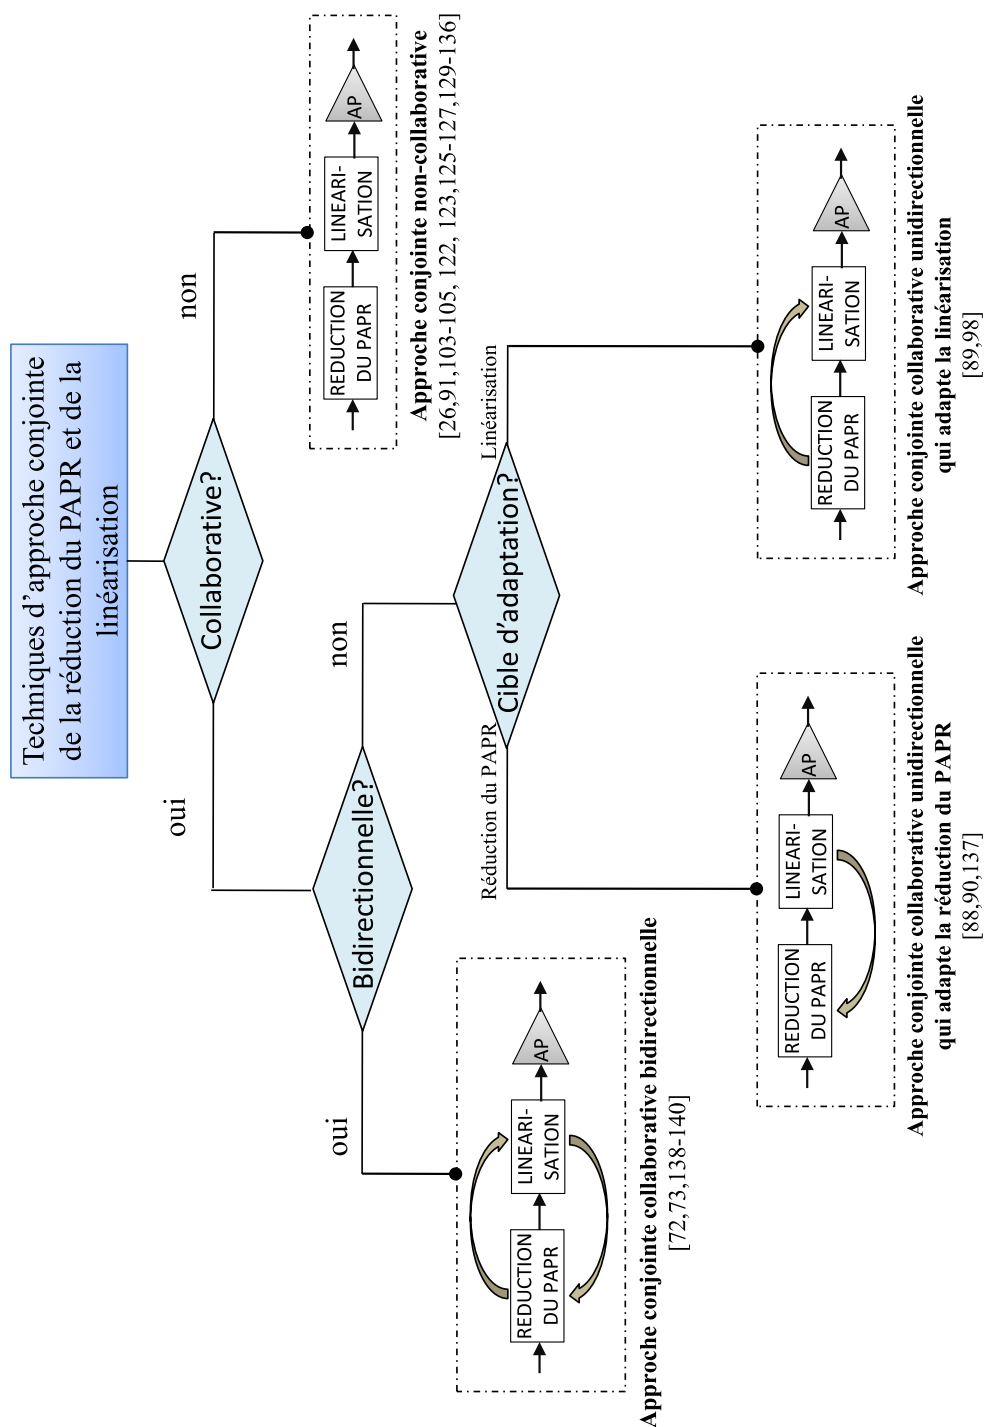 Techniques d'approche conjointe
de la réduction du PAPR et de la
linéarisation
Collaborative?
oui
non
REDUCTION
DU PAPR
LINEARI-
SATION
AP
Approche conjointe non-collaborative
[26,91,103-105, 122, 123,125-127,129-136]
Bidirectionnelle?
oui
non
REDUCTION
DU PAPR
LINEARI-
SATION
AP
Approche conjointe collaborative bidirectionnelle
[72,73,138-140]
Cible d'adaptation?
Réduction du PAPR
Linéarisation
REDUCTION
DU PAPR
LINEARI-
SATION
AP
Approche conjointe collaborative unidirectionnelle
qui adapte la réduction du PAPR
[88,90,137]
REDUCTION
DU PAPR
LINEARI-
SATION
AP
Approche conjointe collaborative unidirectionnelle
qui adapte la linéarisation
[89,98]